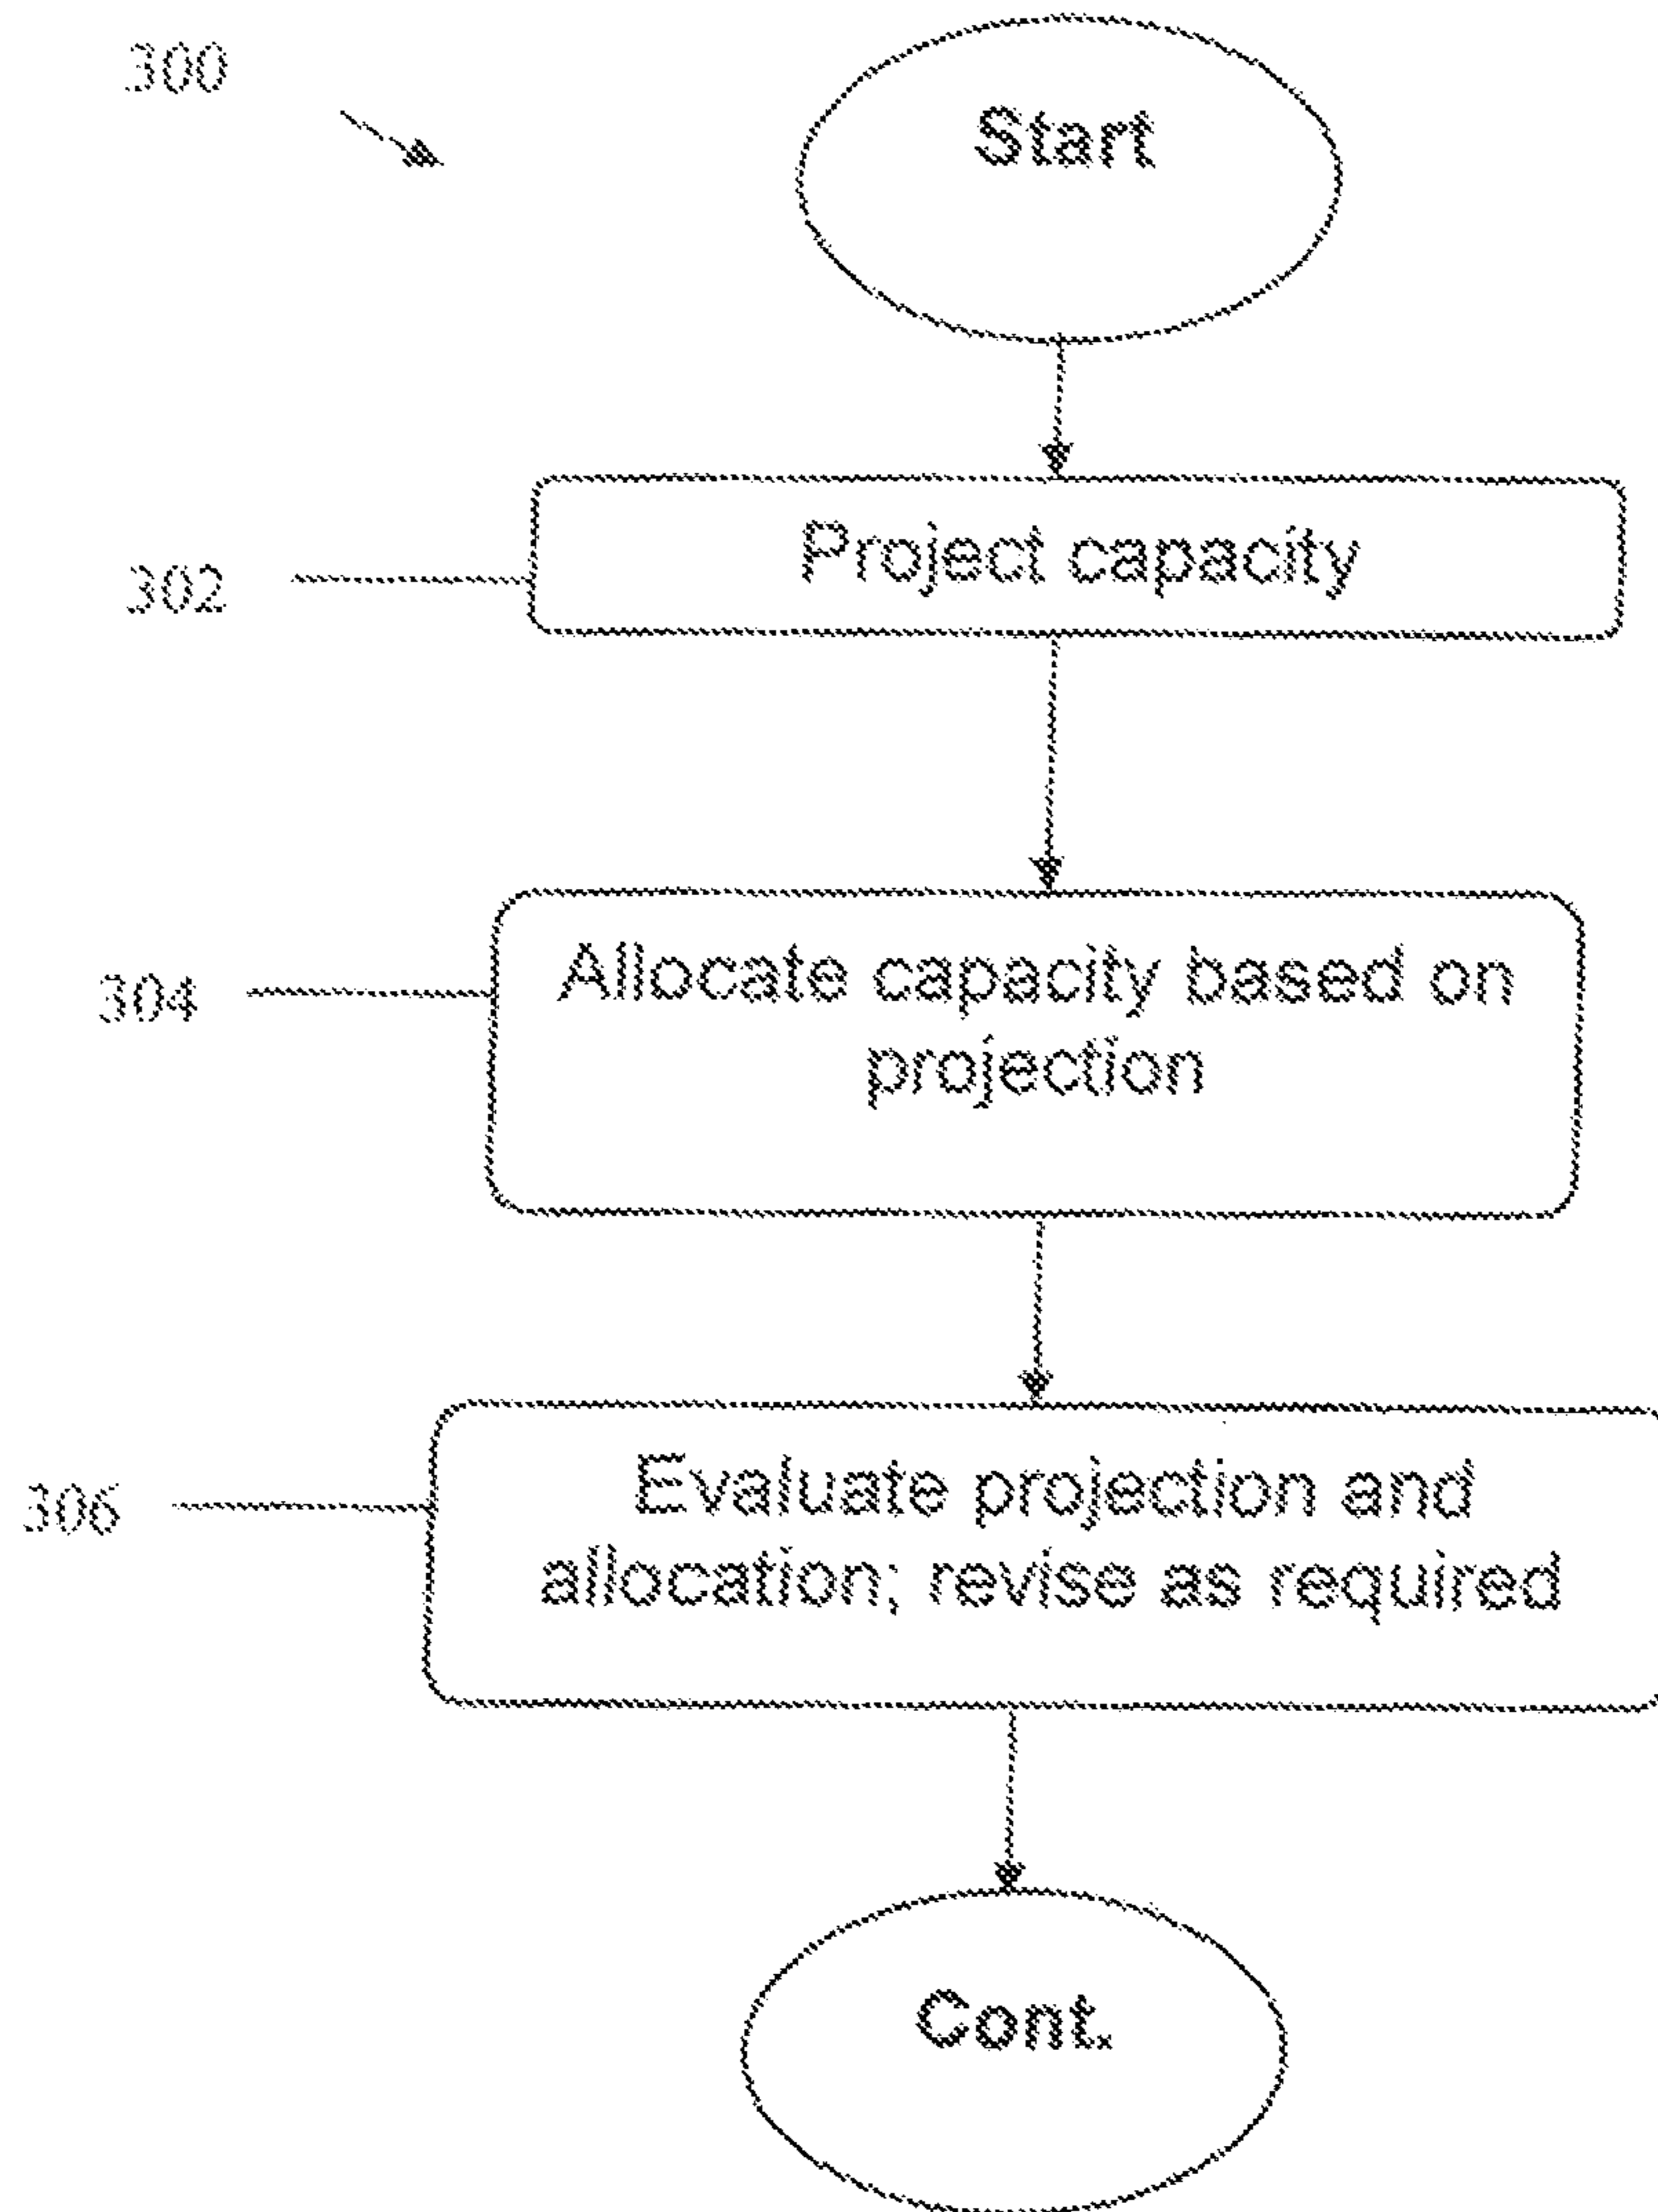 300
Start
302
Project capacity
304
Allocate capacity based on
projection
306
Evaluate projection and
allocation; revise as required
Cont.